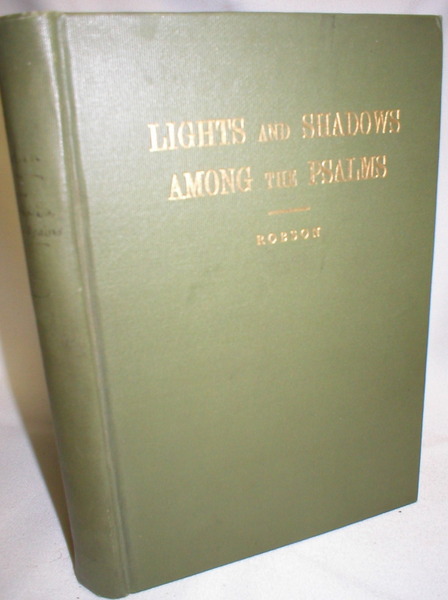 LIGHTS AND SHADOWS
AMONG THE PSALMS
ROBSON